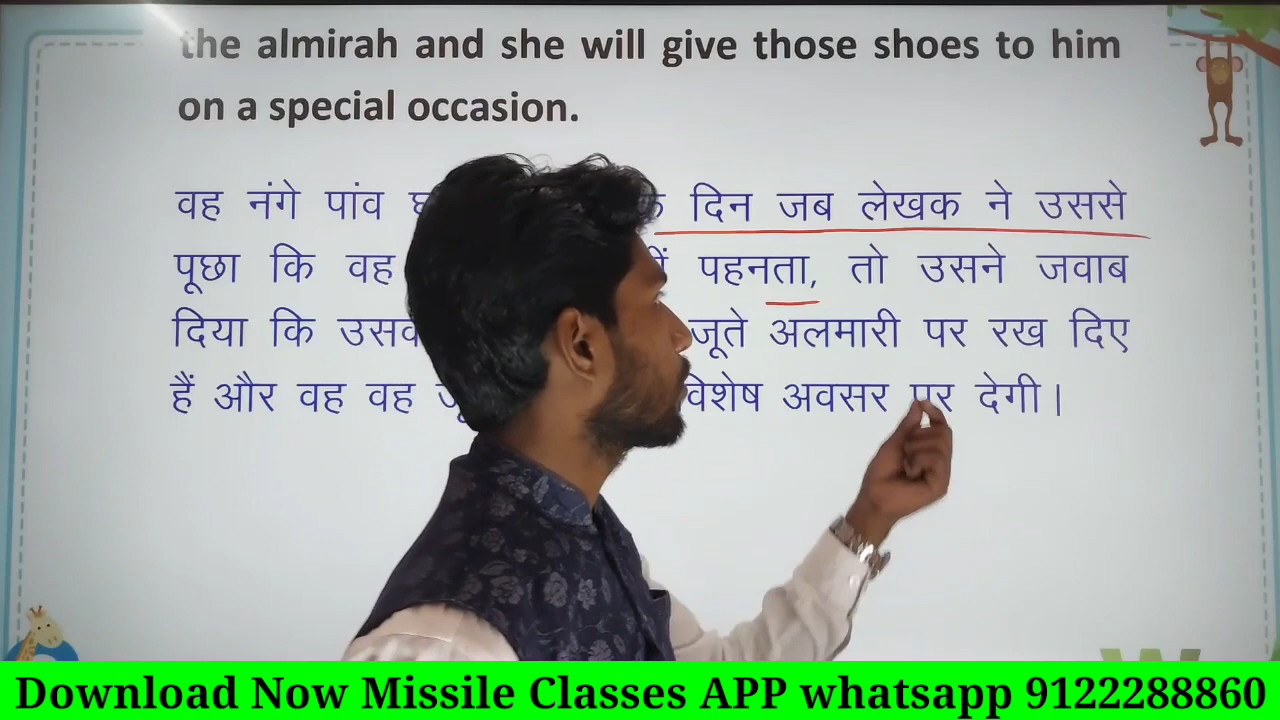 the almirah and she will give those shoes to him
on a special occasion.
वह नंगे पांव दिन जब लेखक ने उससे
पूछा कि वह पहनता, तो उसने जवाब
दिया कि जूते अलमारी पर रख दिए
हैं और वह वह विशेष अवसर पर देगी।
Download Now Missile Classes APP whatsapp 9122288860